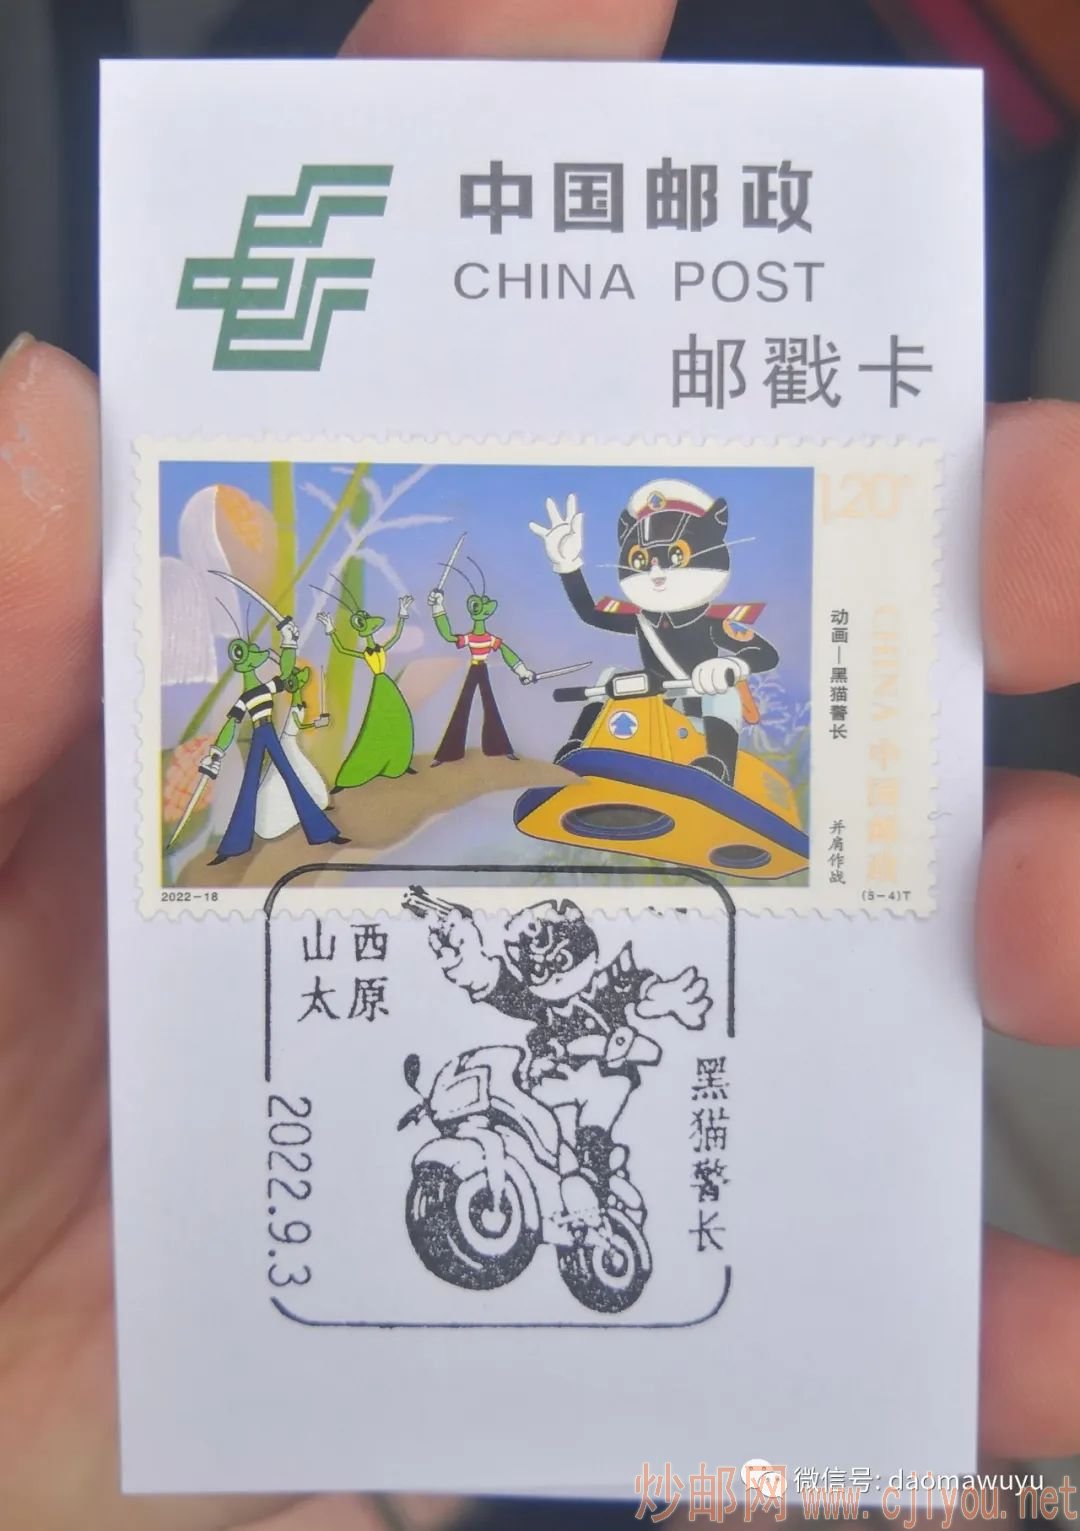 中国邮政
CHINA POST
邮戳卡
1.20元
动画—黑猫警长
CHINA 中国邮政
并肩作战
2022-18
(5-4)T
山西
太原
2022.9.3
黑猫警长
微信号: daomawuyu
炒邮网 www.cjiyou.net